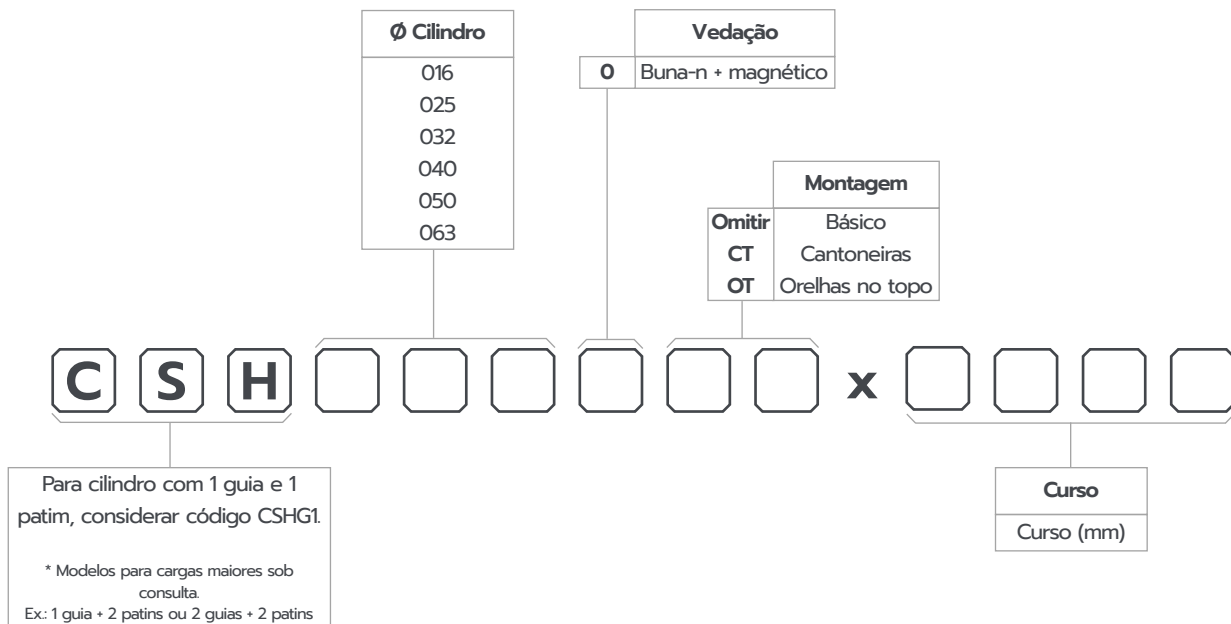 Ø Cilindro
016
025
032
040
050
063
Vedação
0 Buna-n + magnético
Montagem
Omitir Básico
CT Cantoneiras
OT Orelhas no topo
C S H x
Para cilindro com 1 guia e 1
patim, considerar código CSHG1.
* Modelos para cargas maiores sob
consulta.
Ex.: 1 guia + 2 patins ou 2 guias + 2 patins
Curso
Curso (mm)